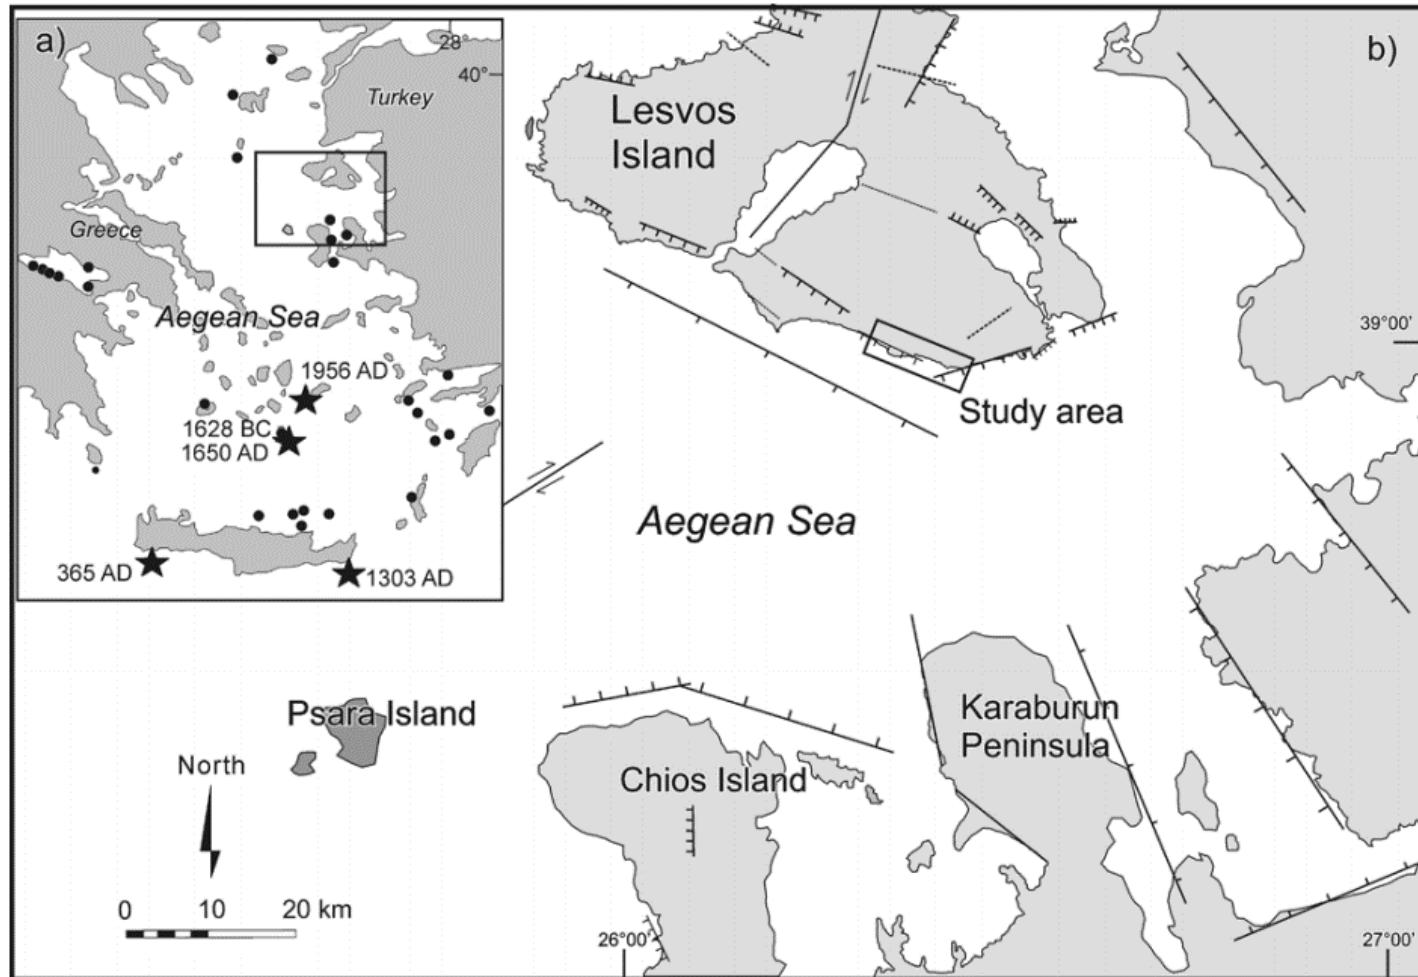 a)
28°
40°
Turkey
Greece
Aegean Sea
1956 AD
1628 BC
1650 AD
365 AD
1303 AD
b)
Lesvos
Island
39°00'
Study area
Aegean Sea
Psara Island
North
Karaburun
Peninsula
Chios Island
0 10 20 km
26°00'
27°00'